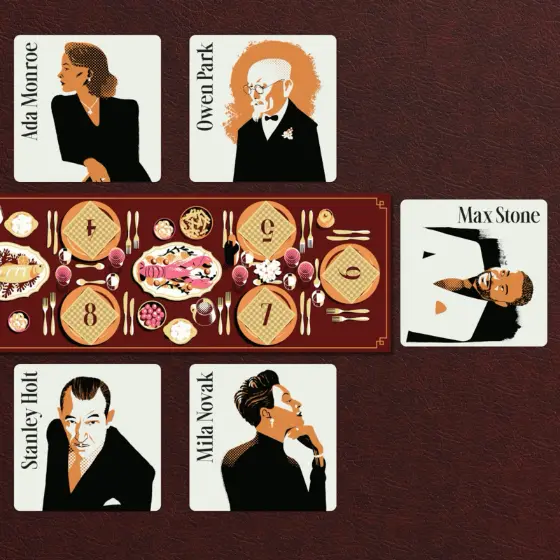 Ada Monroe
Owen Park
4
5
Max Stone
6
8
7
Stanley Holt
Mila Novak